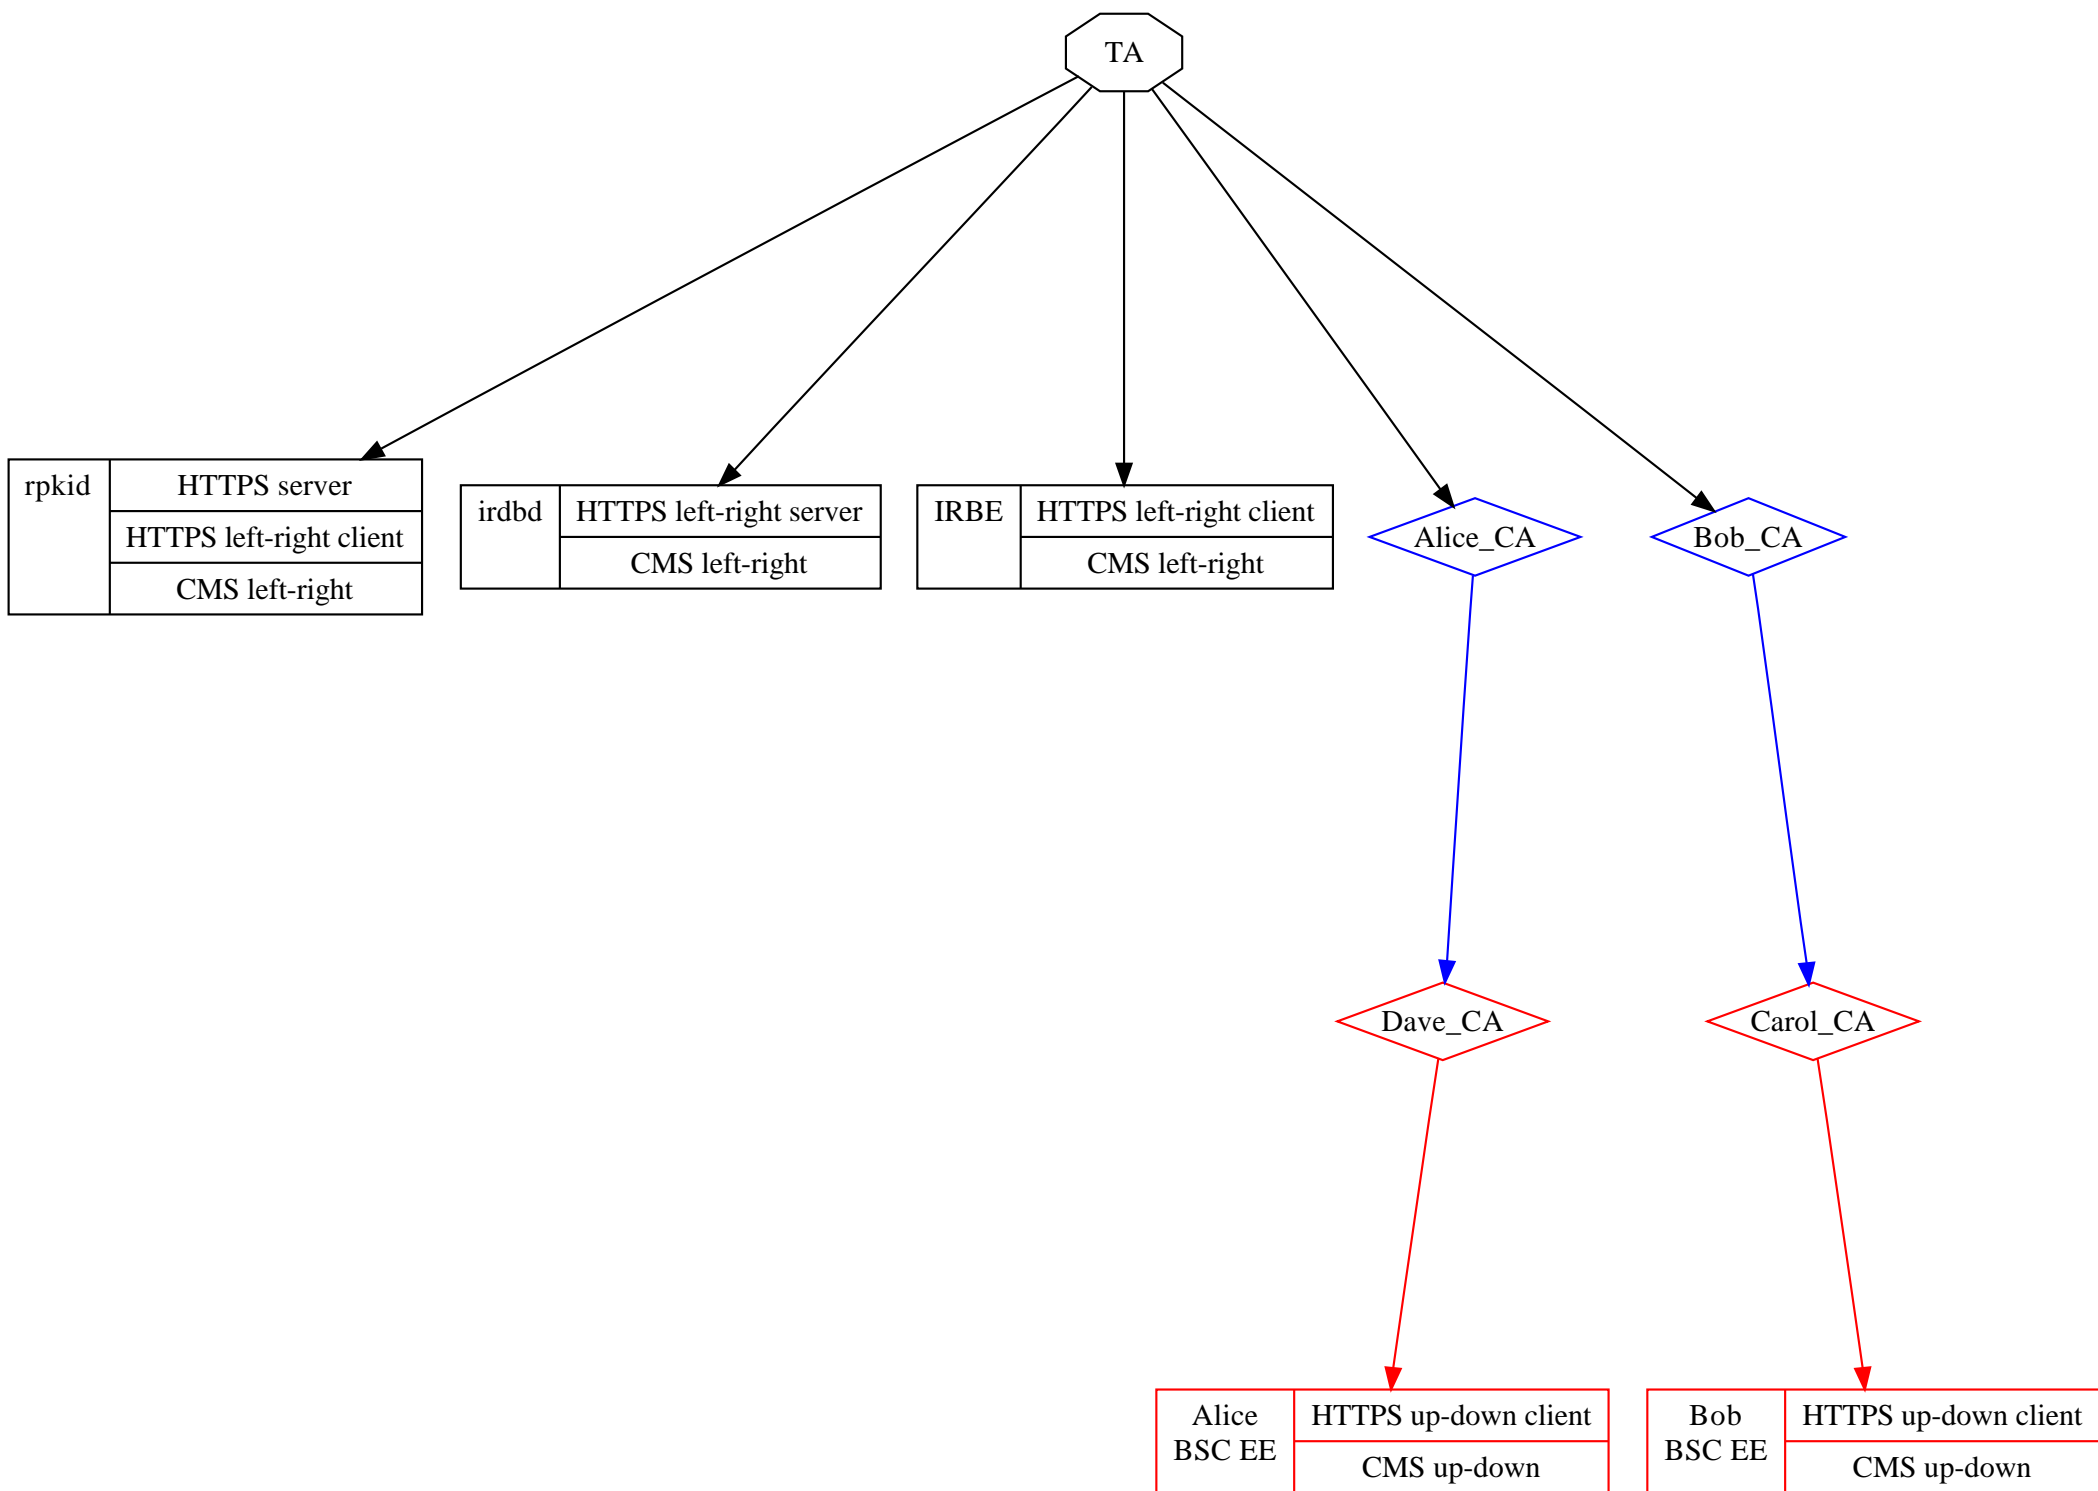 TA
rpkid
HTTPS server
HTTPS left-right client
CMS left-right
irdbd
HTTPS left-right server
CMS left-right
IRBE
HTTPS left-right client
CMS left-right
Alice_CA
Bob_CA
Dave_CA
Carol_CA
Alice
BSC EE
HTTPS up-down client
CMS up-down
Bob
BSC EE
HTTPS up-down client
CMS up-down